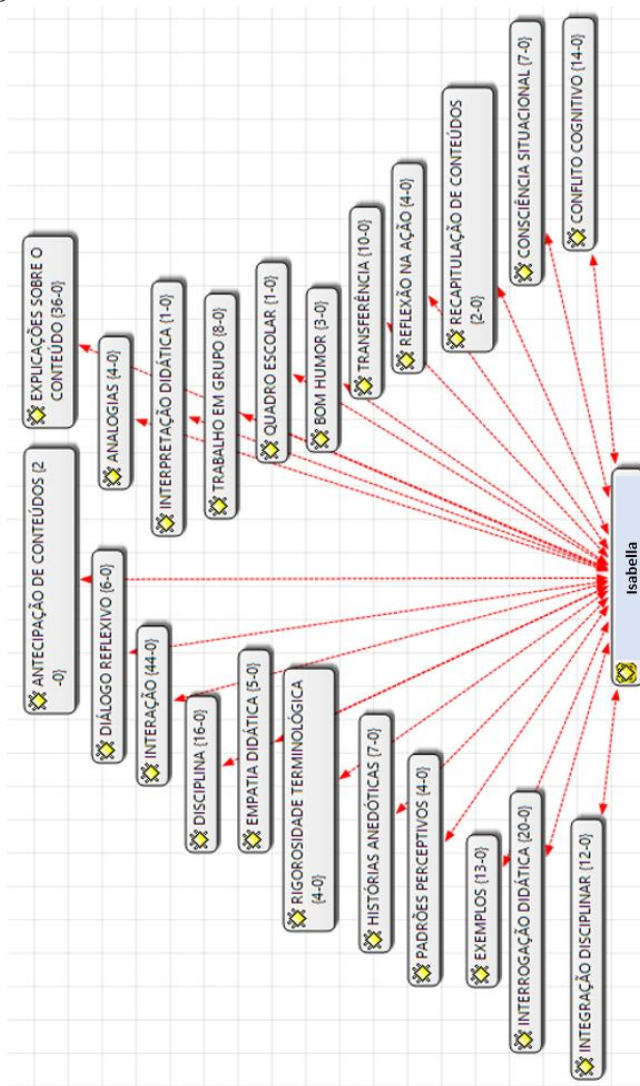 ANTECIPAÇÃO DE CONTEÚDOS {2
-0}
EXPLICAÇÕES SOBRE O
CONTEÚDO {36-0}
DIÁLOGO REFLEXIVO {6-0}
ANALOGIAS {4-0}
INTERAÇÃO {44-0}
INTERPRETAÇÃO DIDÁTICA {1-0}
DISCIPLINA {16-0}
TRABALHO EM GRUPO {8-0}
EMPATIA DIDÁTICA {5-0}
QUADRO ESCOLAR {1-0}
RIGOROSIDADE TERMINOLÓGICA
{4-0}
BOM HUMOR {3-0}
HISTÓRIAS ANEDÓTICAS {7-0}
TRANSFERÊNCIA {10-0}
PADRÕES PERCEPTIVOS {4-0}
REFLEXÃO NA AÇÃO {4-0}
EXEMPLOS {13-0}
RECAPITULAÇÃO DE CONTEÚDOS
{2-0}
INTERROGAÇÃO DIDÁTICA {20-0}
CONSCIÊNCIA SITUACIONAL {7-0}
INTEGRAÇÃO DISCIPLINAR {12-0}
CONFLITO COGNITIVO {14-0}
Isabella